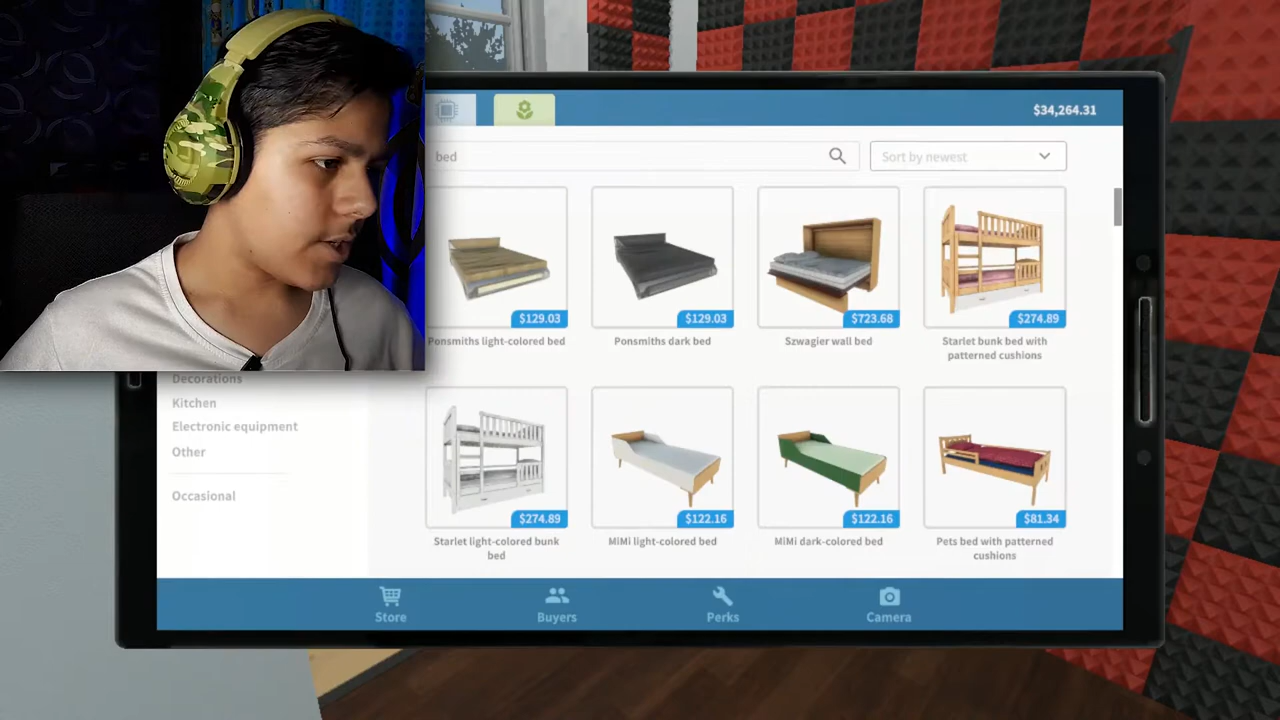 $34,264.31
bed
Sort by newest
$129.03
$129.03
$723.68
$274.89
Ponsmiths light-colored bed
Ponsmiths dark bed
Szwagier wall bed
Starlet bunk bed with
patterned cushions
Decorations
Kitchen
Electronic equipment
Other
Occasional
$274.89
$122.16
$122.16
$81.34
Starlet light-colored bunk
bed
MiMi light-colored bed
MiMi dark-colored bed
Pets bed with patterned
cushions
Store
Buyers
Perks
Camera